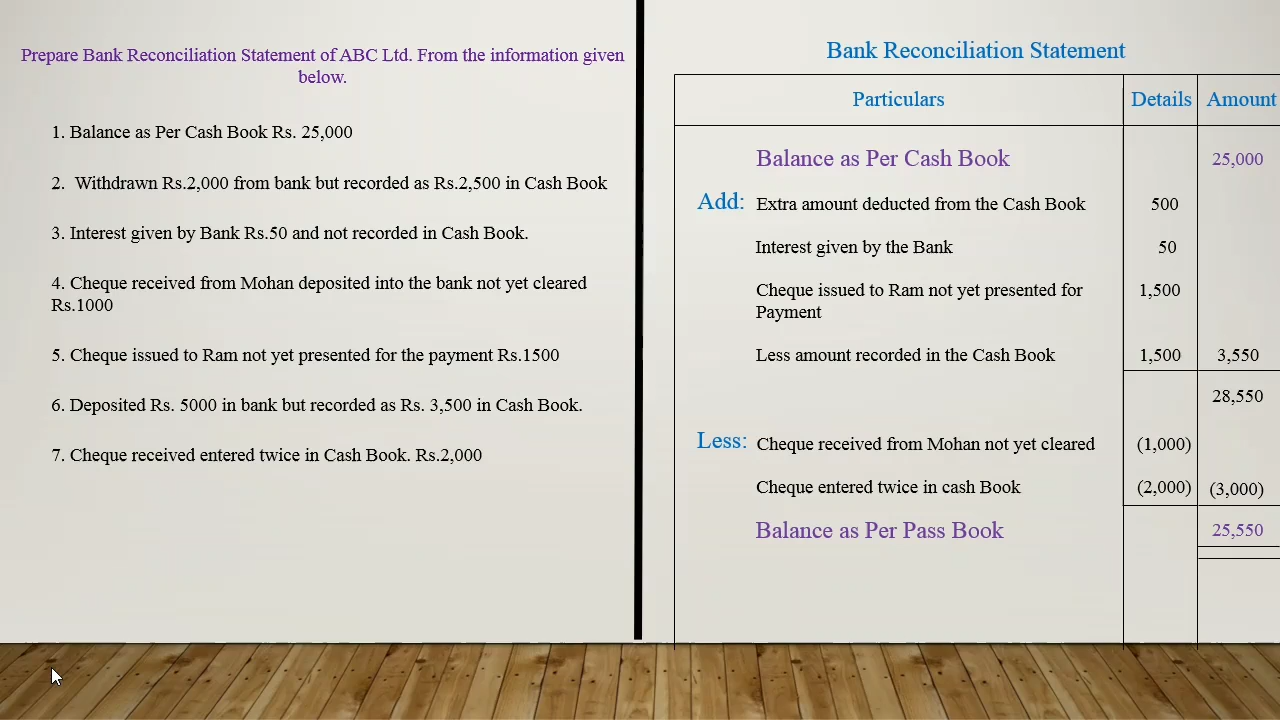 Prepare Bank Reconciliation Statement of ABC Ltd. From the information given
below.
1. Balance as Per Cash Book Rs. 25,000
2. Withdrawn Rs.2,000 from bank but recorded as Rs.2,500 in Cash Book
3. Interest given by Bank Rs.50 and not recorded in Cash Book.
4. Cheque received from Mohan deposited into the bank not yet cleared
Rs.1000
5. Cheque issued to Ram not yet presented for the payment Rs.1500
6. Deposited Rs. 5000 in bank but recorded as Rs. 3,500 in Cash Book.
7. Cheque received entered twice in Cash Book. Rs.2,000
Bank Reconciliation Statement
Particulars Details Amount
Balance as Per Cash Book 25,000
Add: Extra amount deducted from the Cash Book 500
Interest given by the Bank 50
Cheque issued to Ram not yet presented for 1,500
Payment
Less amount recorded in the Cash Book 1,500 3,550
28,550
Less: Cheque received from Mohan not yet cleared (1,000)
Cheque entered twice in cash Book (2,000) (3,000)
Balance as Per Pass Book 25,550